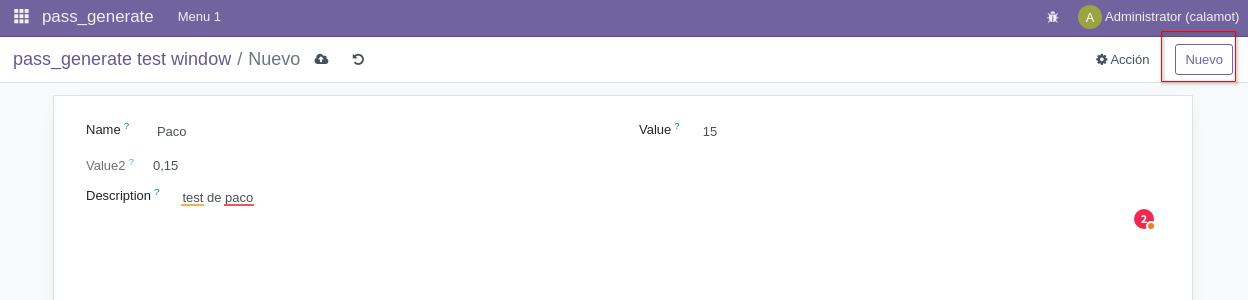 pass_generate Menu 1 A Administrator (calamot)
pass_generate test window / Nuevo Acción Nuevo
Name ? Paco Value ? 15
Value2 ? 0,15
Description ? test de paco
2